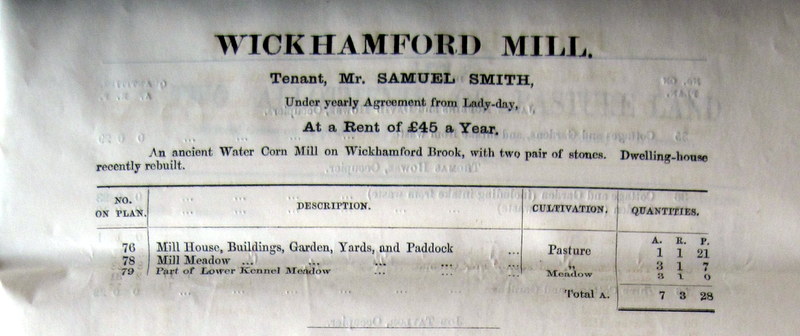 WICKHAMFORD MILL.
Tenant, Mr. SAMUEL SMITH,
Under yearly Agreement from Lady-day,
At a Rent of £45 a Year.
An ancient Water Corn Mill on Wickhamford Brook, with two pair of stones. Dwelling-house
recently rebuilt.
NO. ON PLAN. DESCRIPTION. CULTIVATION. QUANTITIES.
A. R. P.
76 Mill House, Buildings, Garden, Yards, and Paddock ... Pasture 1 1 21
78 Mill Meadow ... ... ... ... ... „ 3 1 7
79 Part of Lower Kennel Meadow ... ... ... Meadow 3 1 0
Total A. 7 3 28